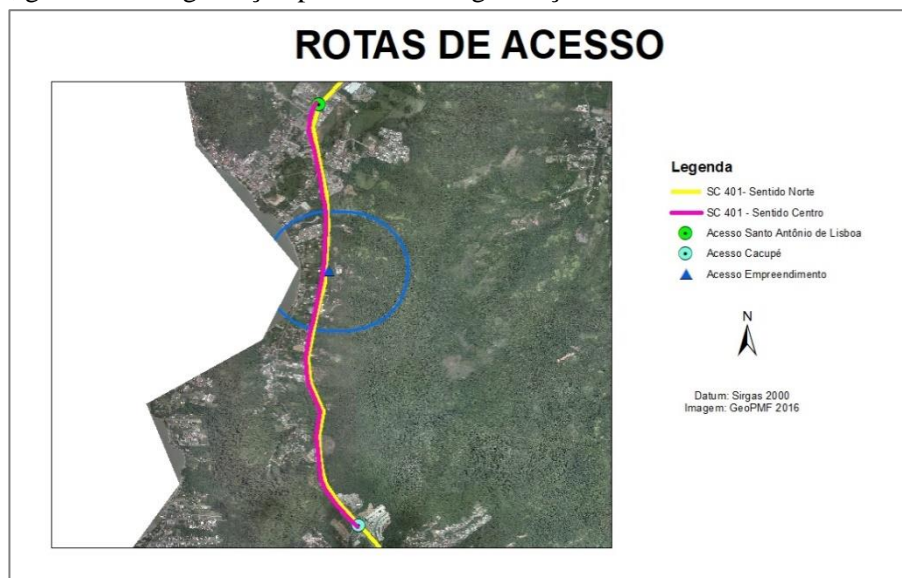 ROTAS DE ACESSO
Legenda
SC 401- Sentido Norte
SC 401 - Sentido Centro
Acesso Santo Antônio de Lisboa
Acesso Cacupé
Acesso Empreendimento
N
Datum: Sirgas 2000
Imagem: GeoPMF 2016